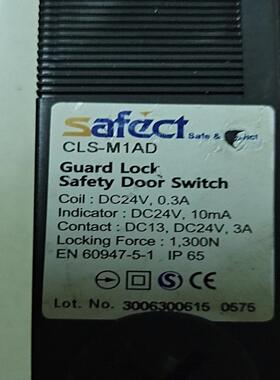 safect
Safe &
CLS-M1AD
Guard Lock
Safety Door Switch
Coil : DC24V, 0.3A
Indicator : DC24V, 10mA
Contact : DC13, DC24V, 3A
Locking Force : 1,300N
EN 60947-5-1 IP 65
CE
Lot. No. 3006300615 0575